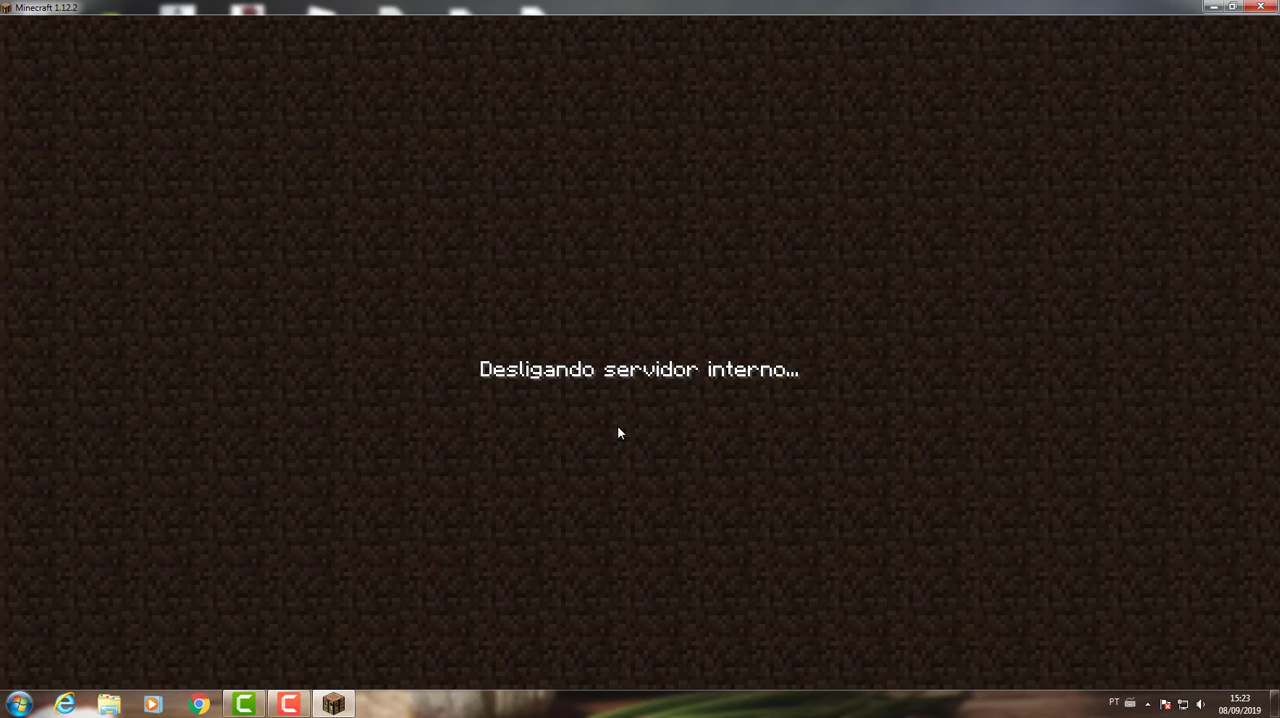 Minecraft 1.12.2
Desligando servidor interno...
PT
15:23
08/09/2019